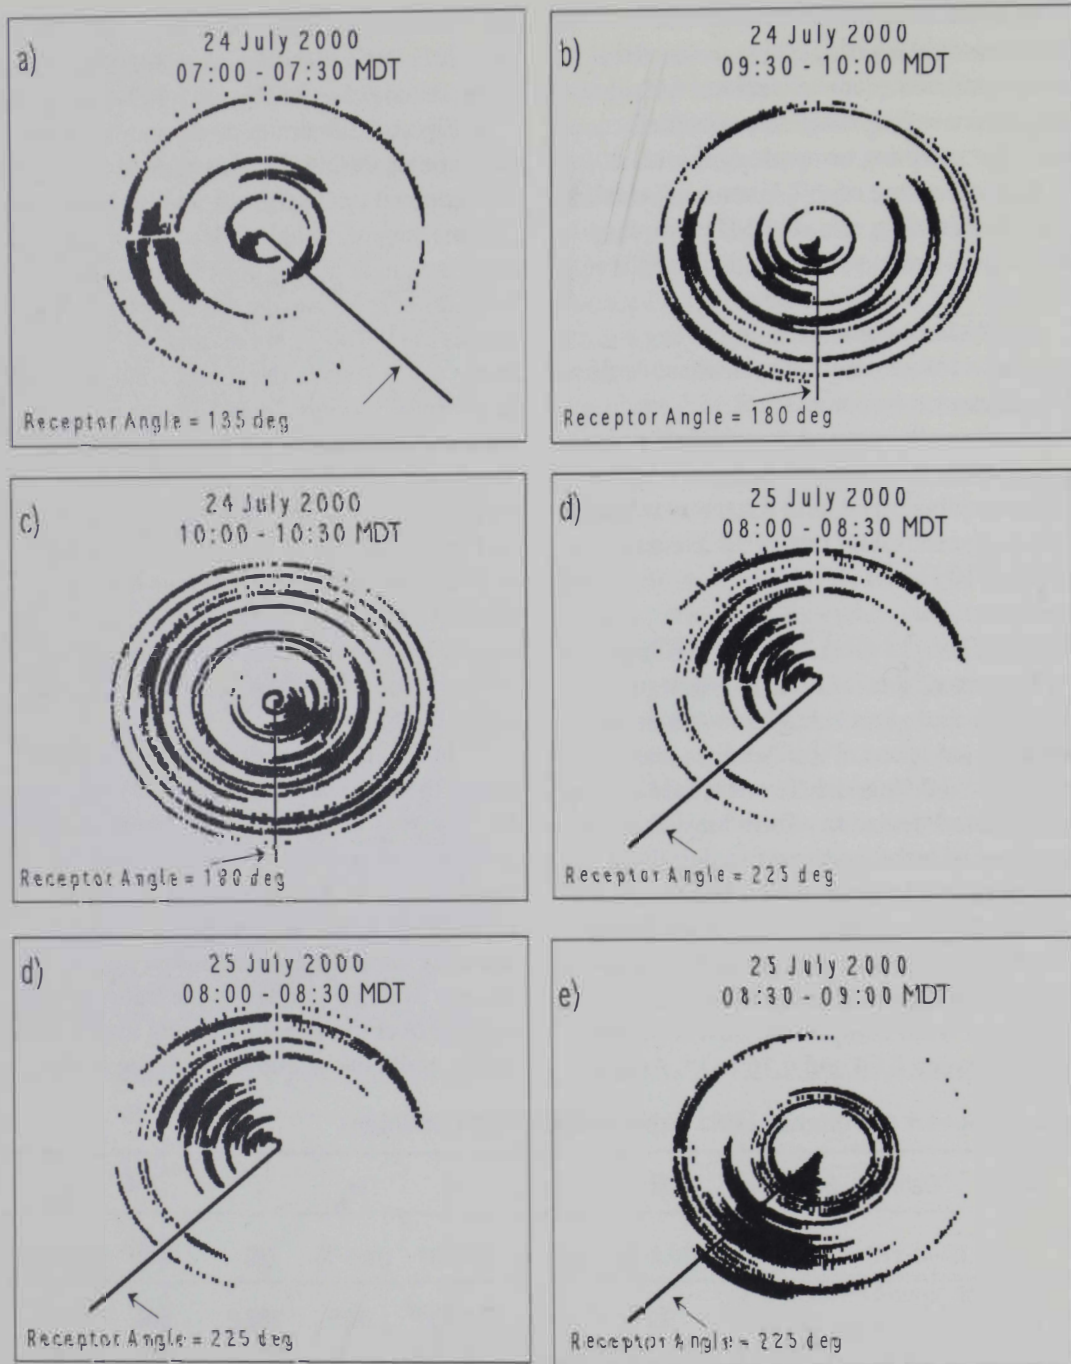 a)
24 July 2000
07:00 - 07:30 MDT
Receptor Angle = 135 deg
b)
24 July 2000
09:30 - 10:00 MDT
Receptor Angle = 180 deg
c)
24 July 2000
10:00 - 10:30 MDT
Receptor Angle = 180 deg
d)
25 July 2000
08:00 - 08:30 MDT
Receptor Angle = 225 deg
d)
25 July 2000
08:00 - 08:30 MDT
Receptor Angle = 225 deg
e)
25 July 2000
08:30 - 09:00 MDT
Receptor Angle = 225 deg